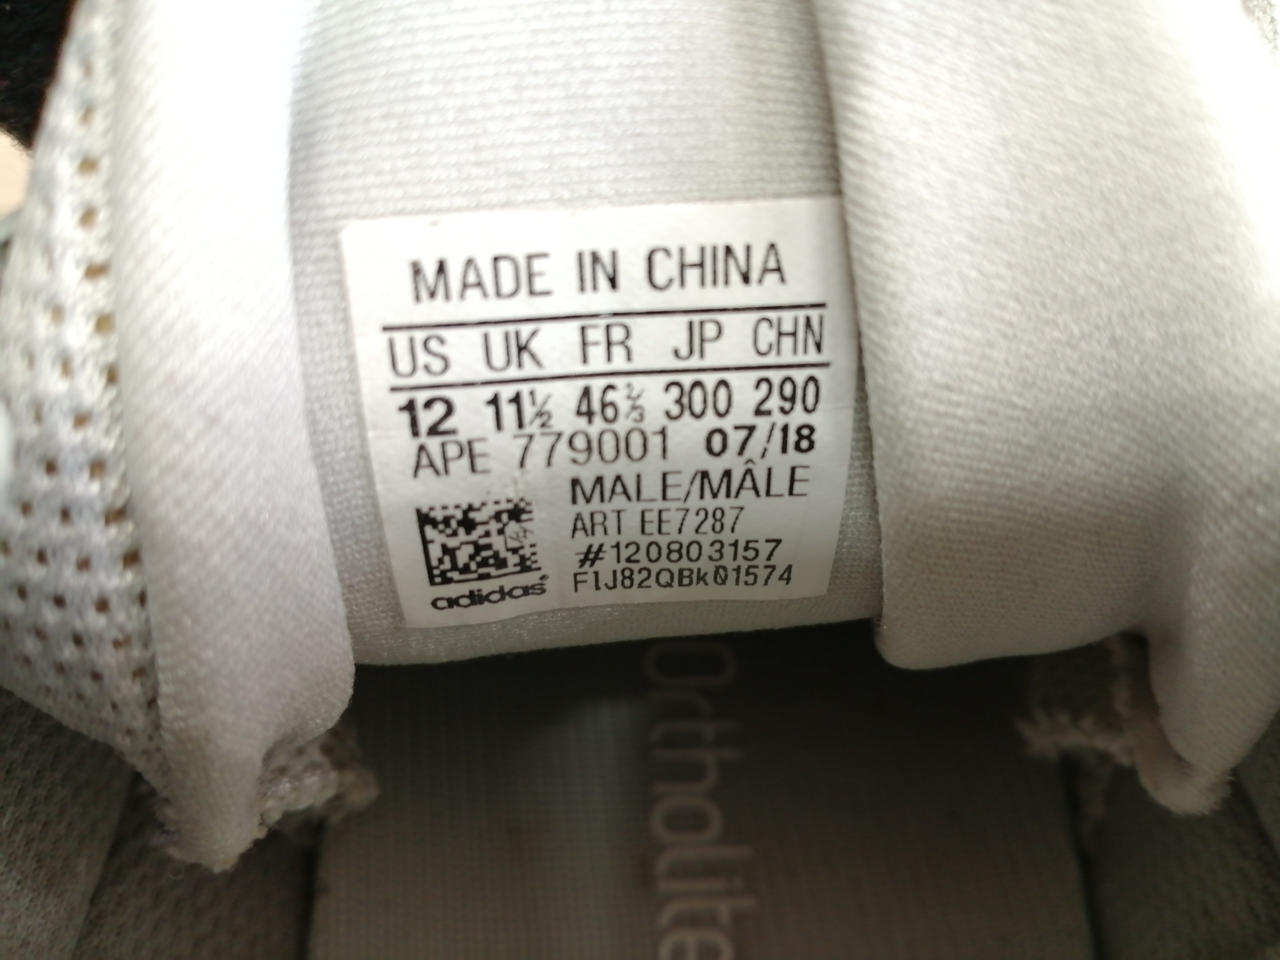 MADE IN CHINA
US UK FR JP CHN
12 11½ 46⅔ 300 290
APE 779001 07/18
MALE/MÂLE
ART EE7287
#120803157
FIJ82QBk01574
adidas
Ortholite